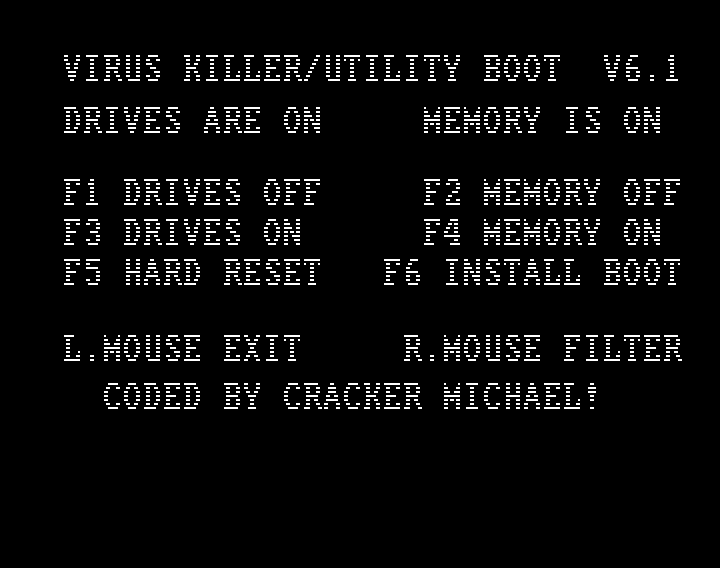 VIRUS KILLER/UTILITY BOOT  V6.1
DRIVES ARE ON     MEMORY IS ON
F1 DRIVES OFF     F2 MEMORY OFF
F3 DRIVES ON      F4 MEMORY ON
F5 HARD RESET   F6 INSTALL BOOT
L.MOUSE EXIT     R.MOUSE FILTER
CODED BY CRACKER MICHAEL!